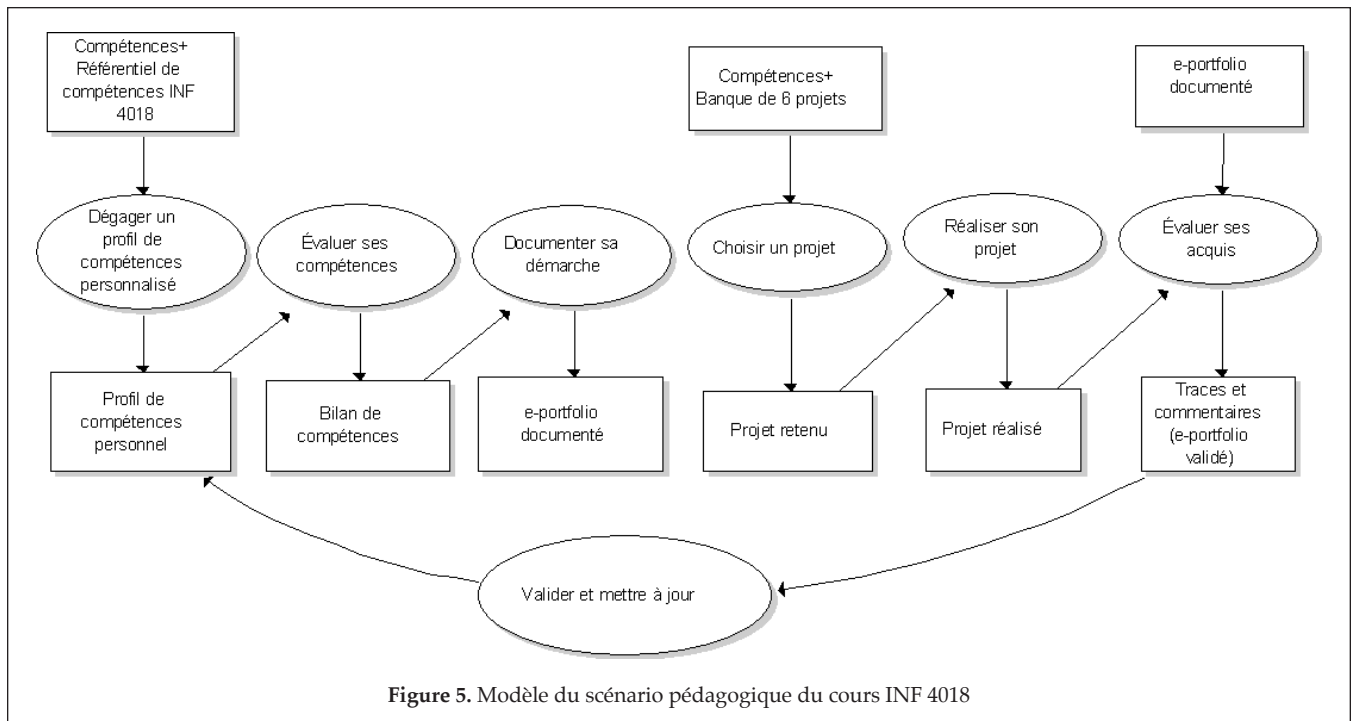 Compétences+
Référentiel de
compétences INF
4018
Compétences+
Banque de 6 projets
e-portfolio
documenté
Dégager un
profil de
compétences
personnalisé
Évaluer ses
compétences
Documenter sa
démarche
Choisir un projet
Réaliser son
projet
Évaluer ses
acquis
Profil de
compétences
personnel
Bilan de
compétences
e-portfolio
documenté
Projet retenu
Projet réalisé
Traces et
commentaires
(e-portfolio
validé)
Valider et mettre à jour
Figure 5. Modèle du scénario pédagogique du cours INF 4018